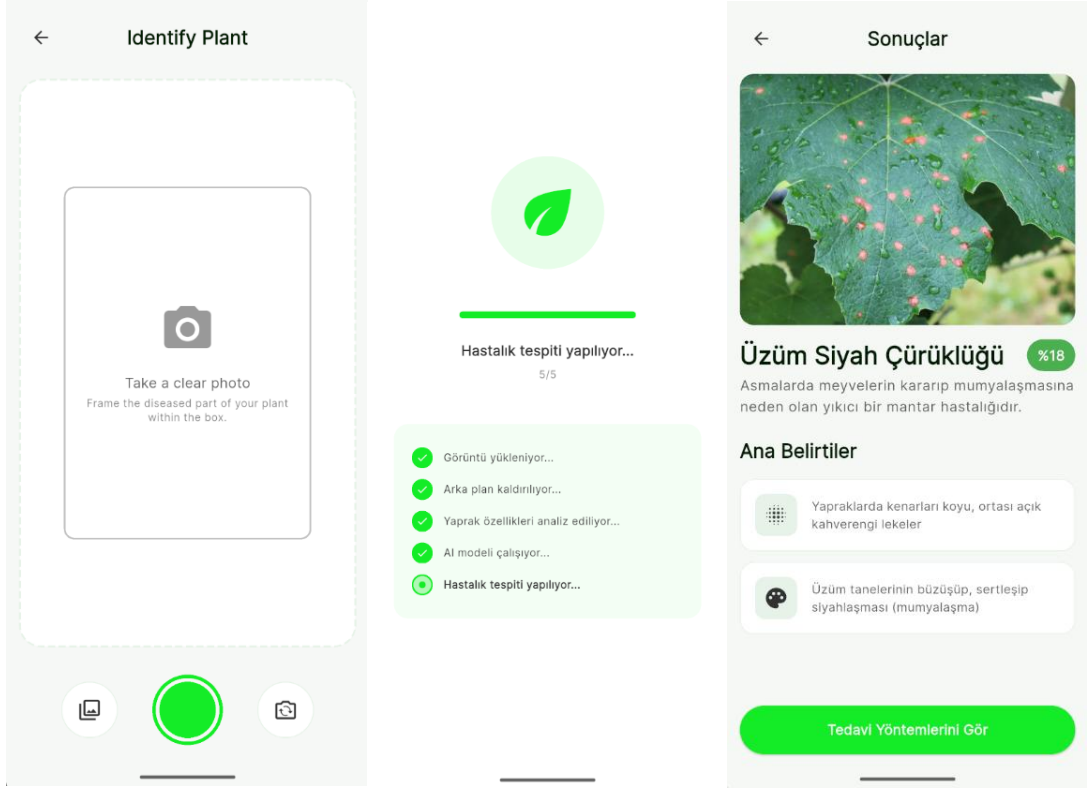 Identify Plant
Take a clear photo
Frame the diseased part of your plant
within the box.
Hastalık tespiti yapılıyor...
5/5
Görüntü yükleniyor...
Arka plan kaldırılıyor...
Yaprak özellikleri analiz ediliyor...
AI modeli çalışıyor...
Hastalık tespiti yapılıyor...
Sonuçlar
Üzüm Siyah Çürüklüğü %18
Asmalarda meyvelerin kararıp mumyalaşmasına
neden olan yıkıcı bir mantar hastalığıdır.
Ana Belirtiler
Yapraklarda kenarları koyu, ortası açık
kahverengi lekeler
Üzüm tanelerinin büzüşüp, sertleşip
siyahlaşması (mumyalaşma)
Tedavi Yöntemlerini Gör